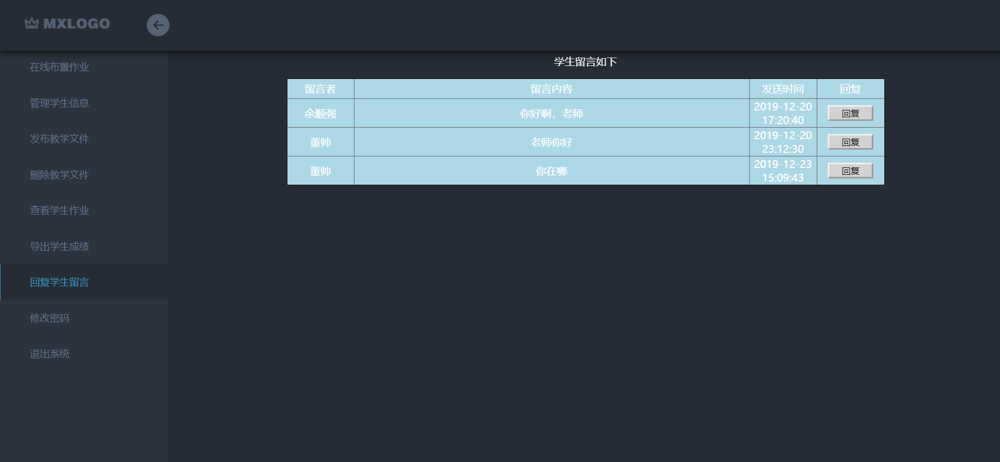 MXLOGO
在线布置作业
管理学生信息
发布教学文件
删除教学文件
查看学生作业
导出学生成绩
回复学生留言
修改密码
退出系统
学生留言如下
留言者 留言内容 发送时间 回复
余顺强 你好啊，老师 2019-12-20 17:20:40 回复
董帅 老师你好 2019-12-20 23:12:30 回复
董帅 你在哪 2019-12-23 15:09:43 回复